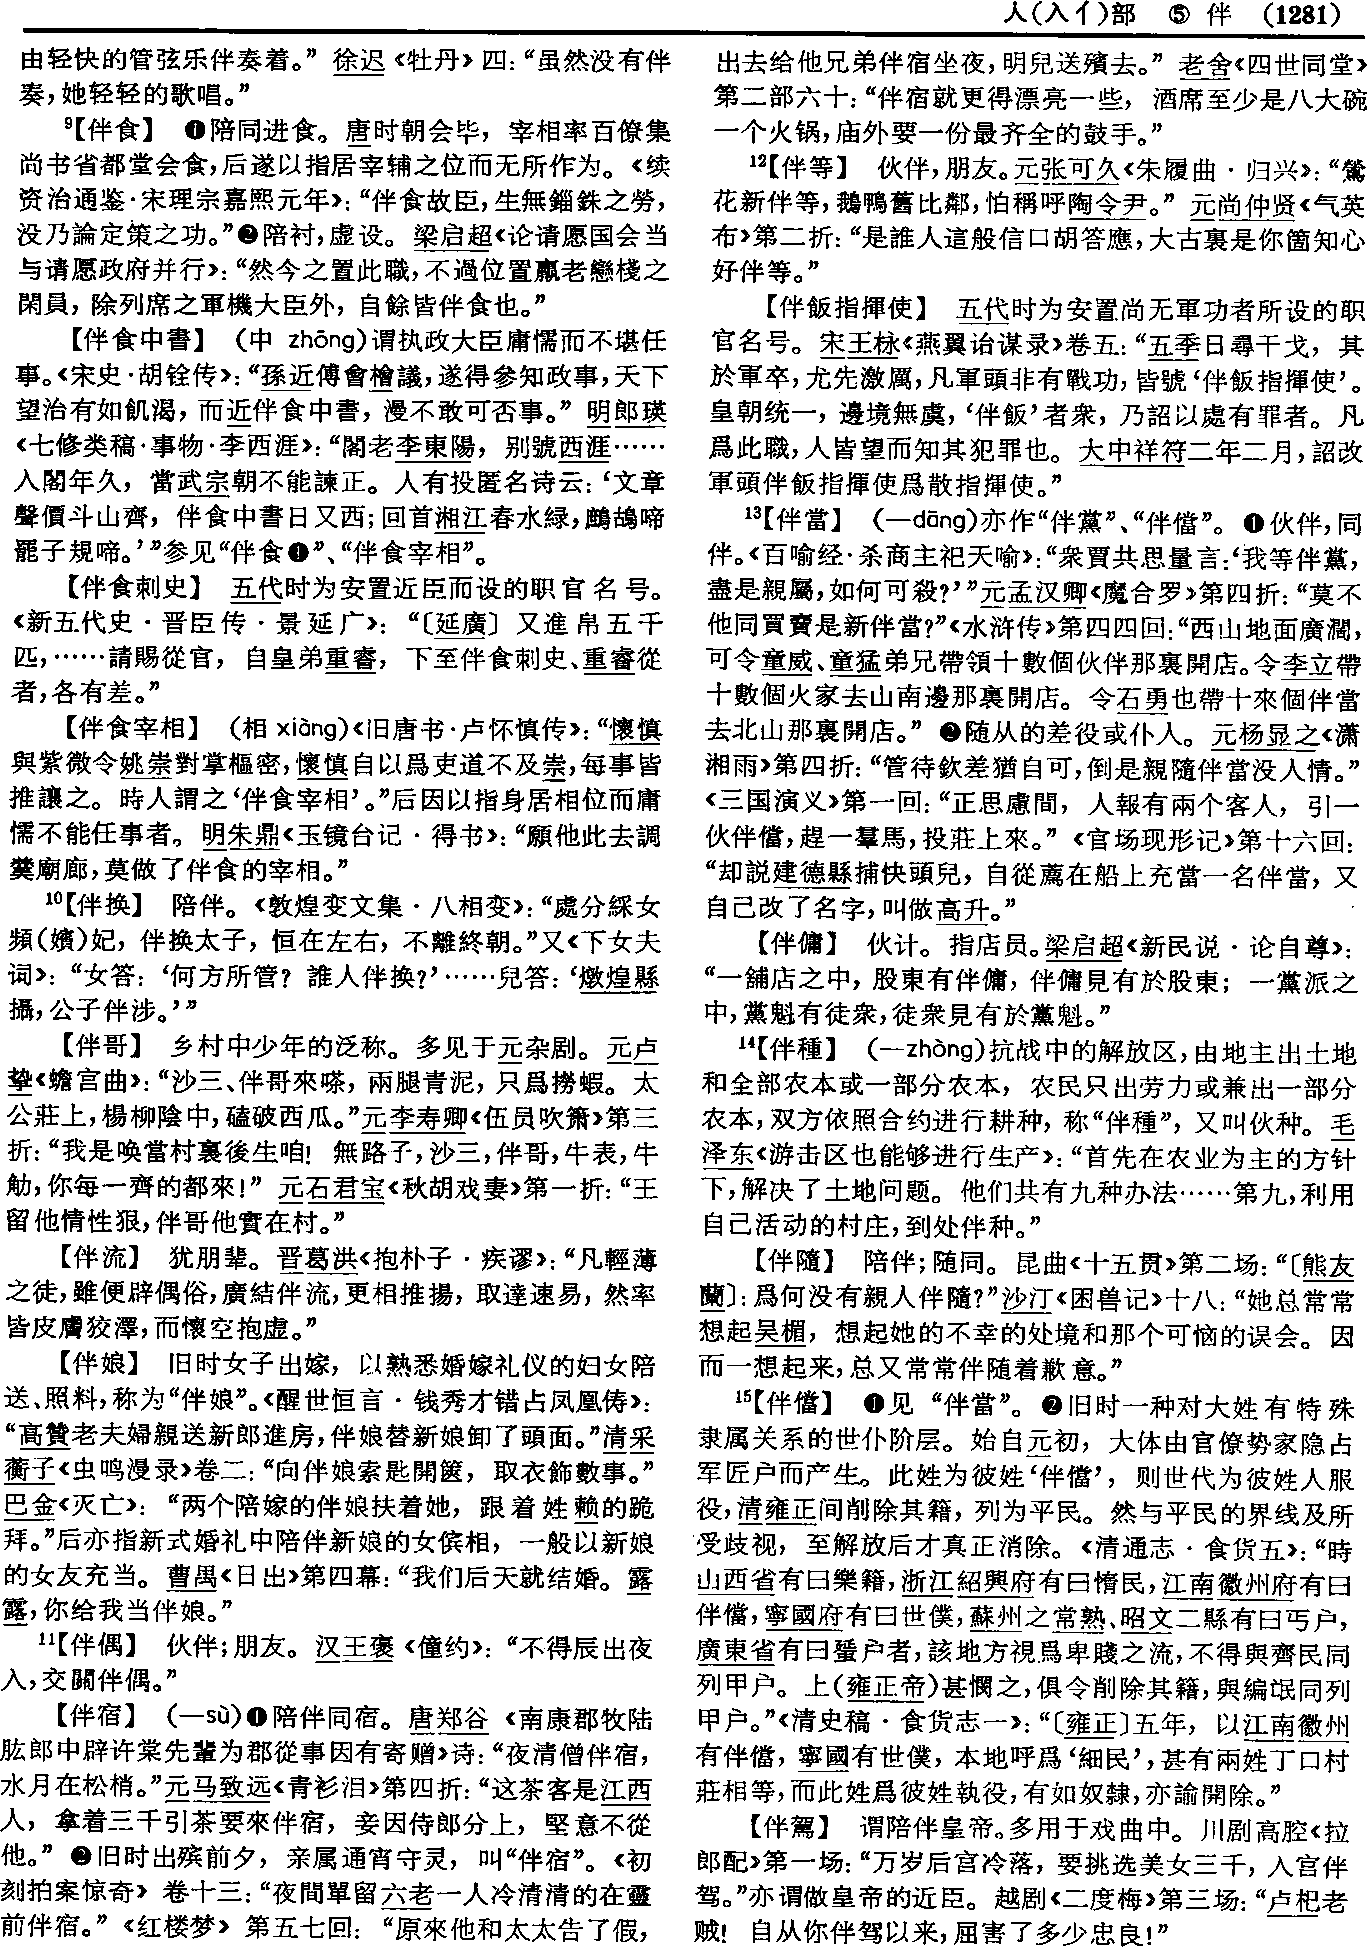 人(入亻)部　⑤　伴　(1281)
由轻快的管弦乐伴奏着。”徐迟《牡丹》四：“虽然没有伴
奏，她轻轻的歌唱。”
9【伴食】　❶陪同进食。唐时朝会毕，宰相率百僚集
尚书省都堂会食，后遂以指居宰辅之位而无所作为。《续
资治通鉴·宋理宗嘉熙元年》：“伴食故臣，生無錙銖之勞，
没乃論定策之功。”❷陪衬，虚设。梁启超《论请愿国会当
与请愿政府并行》：“然今之置此職，不過位置羸老戀棧之
閑員，除列席之軍機大臣外，自餘皆伴食也。”
【伴食中書】　(中 zhōng)谓执政大臣庸懦而不堪任
事。《宋史·胡铨传》：“孫近傅會檜議，遂得參知政事，天下
望治有如飢渴，而近伴食中書，漫不敢可否事。”明郎瑛
《七修类稿·事物·李西涯》：“閣老李東陽，别號西涯……
入閣年久，當武宗朝不能諫正。人有投匿名诗云：‘文章
聲價斗山齊，伴食中書日又西；回首湘江春水緑，鷓鴣啼
罷子規啼。’”参见“伴食❶”、“伴食宰相”。
【伴食刺史】　五代时为安置近臣而设的职官名号。
《新五代史·晋臣传·景延广》：“〔延廣〕又進帛五千
匹，……請賜從官，自皇弟重睿，下至伴食刺史、重睿從
者，各有差。”
【伴食宰相】　(相 xiàng)《旧唐书·卢怀慎传》：“懷慎
與紫微令姚崇對掌樞密，懷慎自以爲吏道不及崇，每事皆
推讓之。時人謂之‘伴食宰相’。”后因以指身居相位而庸
懦不能任事者。明朱鼎《玉镜台记·得书》：“願他此去調
羹廟廊，莫做了伴食的宰相。”
10【伴换】　陪伴。《敦煌变文集·八相变》：“處分綵女
頻(嬪)妃，伴换太子，恒在左右，不離終朝。”又《下女夫
词》：“女答：‘何方所管？誰人伴换？’……兒答：‘燉煌縣
攝，公子伴涉。’”
【伴哥】　乡村中少年的泛称。多见于元杂剧。元卢
挚《蟾宫曲》：“沙三、伴哥來嗏，兩腿青泥，只爲撈蝦。太
公莊上，楊柳陰中，磕破西瓜。”元李寿卿《伍员吹箫》第三
折：“我是唤當村裏後生咱！無路子，沙三，伴哥，牛表，牛
觔，你每一齊的都來！”元石君宝《秋胡戏妻》第一折：“王
留他情性狠，伴哥他實在村。”
【伴流】　犹朋辈。晋葛洪《抱朴子·疾谬》：“凡輕薄
之徒，雖便辟偶俗，廣結伴流，更相推揚，取達速易，然率
皆皮膚狡澤，而懷空抱虚。”
【伴娘】　旧时女子出嫁，以熟悉婚嫁礼仪的妇女陪
送、照料，称为“伴娘”。《醒世恒言·钱秀才错占凤凰俦》：
“高贊老夫婦親送新郎進房，伴娘替新娘卸了頭面。”清采
蘅子《虫鸣漫录》卷二：“向伴娘索匙開篋，取衣飾數事。”
巴金《灭亡》：“两个陪嫁的伴娘扶着她，跟着姓赖的跪
拜。”后亦指新式婚礼中陪伴新娘的女傧相，一般以新娘
的女友充当。曹禺《日出》第四幕：“我们后天就结婚。露
露，你给我当伴娘。”
11【伴偶】　伙伴；朋友。汉王褒《僮约》：“不得辰出夜
入，交關伴偶。”
【伴宿】　(—sù)❶陪伴同宿。唐郑谷《南康郡牧陆
肱郎中辟许棠先輩为郡從事因有寄赠》诗：“夜清僧伴宿，
水月在松梢。”元马致远《青衫泪》第四折：“这茶客是江西
人，拿着三千引茶要來伴宿，妾因侍郎分上，堅意不從
他。”❷旧时出殡前夕，亲属通宵守灵，叫“伴宿”。《初
刻拍案惊奇》卷十三：“夜間單留六老一人冷清清的在靈
前伴宿。”《红楼梦》第五七回：“原來他和太太告了假，
出去给他兄弟伴宿坐夜，明兒送殯去。”老舍《四世同堂》
第二部六十：“伴宿就更得漂亮一些，酒席至少是八大碗
一个火锅，庙外要一份最齐全的鼓手。”
12【伴等】　伙伴，朋友。元张可久《朱履曲·归兴》：“鶯
花新伴等，鵝鴨舊比鄰，怕稱呼陶令尹。”元尚仲贤《气英
布》第二折：“是誰人這般信口胡答應，大古裏是你箇知心
好伴等。”
【伴飯指揮使】　五代时为安置尚无軍功者所设的职
官名号。宋王栐《燕翼诒谋录》卷五：“五季日尋干戈，其
於軍卒，尤先激厲，凡軍頭非有戰功，皆號‘伴飯指揮使’。
皇朝统一，邊境無虞，‘伴飯’者衆，乃詔以處有罪者。凡
爲此職，人皆望而知其犯罪也。大中祥符二年二月，詔改
軍頭伴飯指揮使爲散指揮使。”
13【伴當】　(—dāng)亦作“伴黨”、“伴儅”。❶伙伴，同
伴。《百喻经·杀商主祀天喻》：“衆賈共思量言：‘我等伴黨，
盡是親屬，如何可殺？’”元孟汉卿《魔合罗》第四折：“莫不
他同買賣是新伴當？”《水浒传》第四四回：“西山地面廣濶，
可令童威、童猛弟兄帶領十數個伙伴那裏開店。令李立帶
十數個火家去山南邊那裏開店。令石勇也帶十來個伴當
去北山那裏開店。”❷随从的差役或仆人。元杨显之《潇
湘雨》第四折：“管待欽差猶自可，倒是親隨伴當没人情。”
《三国演义》第一回：“正思慮間，人報有兩个客人，引一
伙伴儅，趕一羣馬，投莊上來。”《官场现形记》第十六回：
“却説建德縣捕快頭兒，自從薦在船上充當一名伴當，又
自己改了名字，叫做高升。”
【伴傭】　伙计。指店员。梁启超《新民说·论自尊》：
“一舖店之中，股東有伴傭，伴傭見有於股東；一黨派之
中，黨魁有徒衆，徒衆見有於黨魁。”
14【伴種】　(—zhòng)抗战中的解放区，由地主出土地
和全部农本或一部分农本，农民只出劳力或兼出一部分
农本，双方依照合约进行耕种，称“伴種”，又叫伙种。毛
泽东《游击区也能够进行生产》：“首先在农业为主的方针
下，解决了土地问题。他们共有九种办法……第九，利用
自己活动的村庄，到处伴种。”
【伴隨】　陪伴；随同。昆曲《十五贯》第二场：“〔熊友
蘭〕：爲何没有親人伴隨？”沙汀《困兽记》十八：“她总常常
想起吴楣，想起她的不幸的处境和那个可恼的误会。因
而一想起来，总又常常伴随着歉意。”
15【伴儅】　❶见“伴當”。❷旧时一种对大姓有特殊
隶属关系的世仆阶层。始自元初，大体由官僚势家隐占
军匠户而产生。此姓为彼姓‘伴儅’，则世代为彼姓人服
役，清雍正间削除其籍，列为平民。然与平民的界线及所
受歧视，至解放后才真正消除。《清通志·食货五》：“時
山西省有曰樂籍，浙江紹興府有曰惰民，江南徽州府有曰
伴儅，寧國府有曰世僕，蘇州之常熟、昭文二縣有曰丐户，
廣東省有曰蜑户者，該地方視爲卑賤之流，不得與齊民同
列甲户。上(雍正帝)甚憫之，俱令削除其籍，與編氓同列
甲户。”《清史稿·食货志一》：“〔雍正〕五年，以江南徽州
有伴儅，寧國有世僕，本地呼爲‘細民’，甚有兩姓丁口村
莊相等，而此姓爲彼姓執役，有如奴隸，亦諭開除。”
【伴駕】　谓陪伴皇帝。多用于戏曲中。川剧高腔《拉
郎配》第一场：“万岁后宫冷落，要挑选美女三千，入宫伴
驾。”亦谓做皇帝的近臣。越剧《二度梅》第三场：“卢杞老
贼！自从你伴驾以来，屈害了多少忠良！”